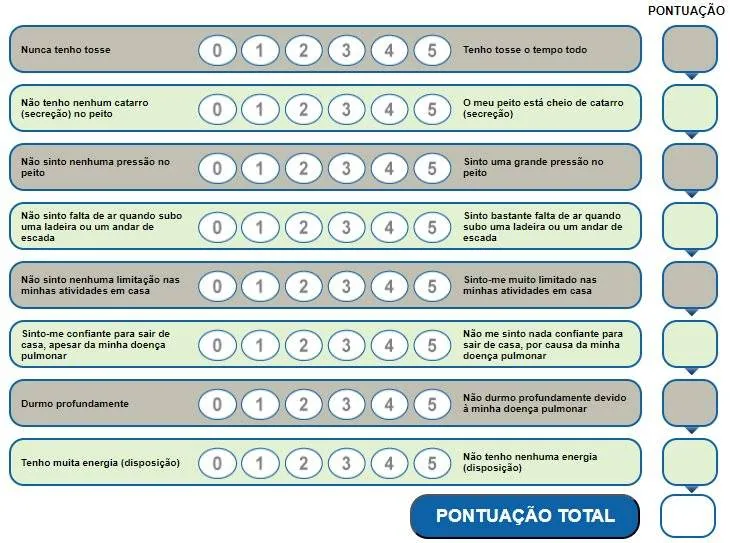 PONTUAÇÃO
Nunca tenho tosse 0 1 2 3 4 5 Tenho tosse o tempo todo
Não tenho nenhum catarro
(secreção) no peito
0 1 2 3 4 5
O meu peito está cheio de catarro
(secreção)
Não sinto nenhuma pressão no
peito
0 1 2 3 4 5
Sinto uma grande pressão no
peito
Não sinto falta de ar quando subo
uma ladeira ou um andar de
escada
0 1 2 3 4 5
Sinto bastante falta de ar quando
subo uma ladeira ou um andar de
escada
Não sinto nenhuma limitação nas
minhas atividades em casa
0 1 2 3 4 5
Sinto-me muito limitado nas
minhas atividades em casa
Sinto-me confiante para sair de
casa, apesar da minha doença
pulmonar
0 1 2 3 4 5
Não me sinto nada confiante para
sair de casa, por causa da minha
doença pulmonar
Durmo profundamente
0 1 2 3 4 5
Não durmo profundamente devido
à minha doença pulmonar
Tenho muita energia (disposição)
0 1 2 3 4 5
Não tenho nenhuma energia
(disposição)
PONTUAÇÃO TOTAL